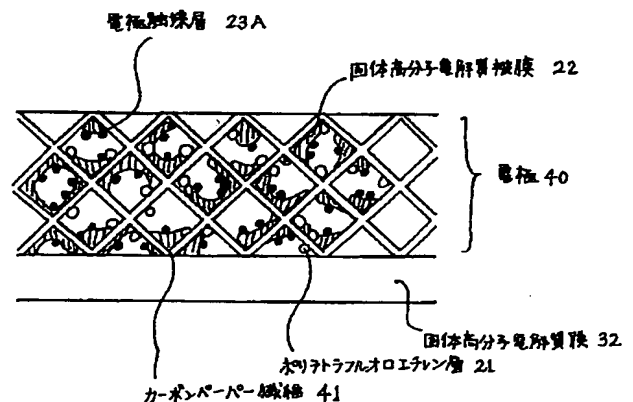 電極触媒層 23A
固体高分子電解質被膜 22
電極 40
固体高分子電解質膜 32
ポリテトラフルオロエチレン層 21
カーボンペーパー繊維 41